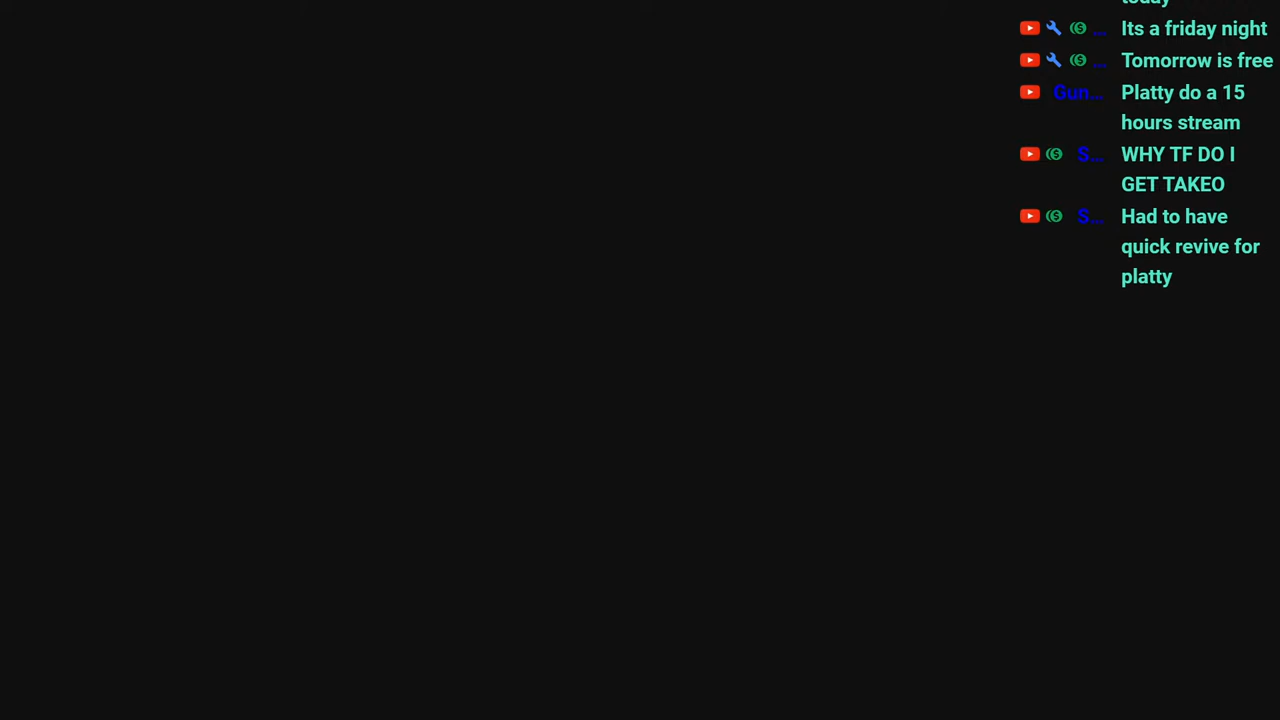 today
... Its a friday night
... Tomorrow is free
Gun... Platty do a 15
hours stream
S... WHY TF DO I
GET TAKEO
S... Had to have
quick revive for
platty